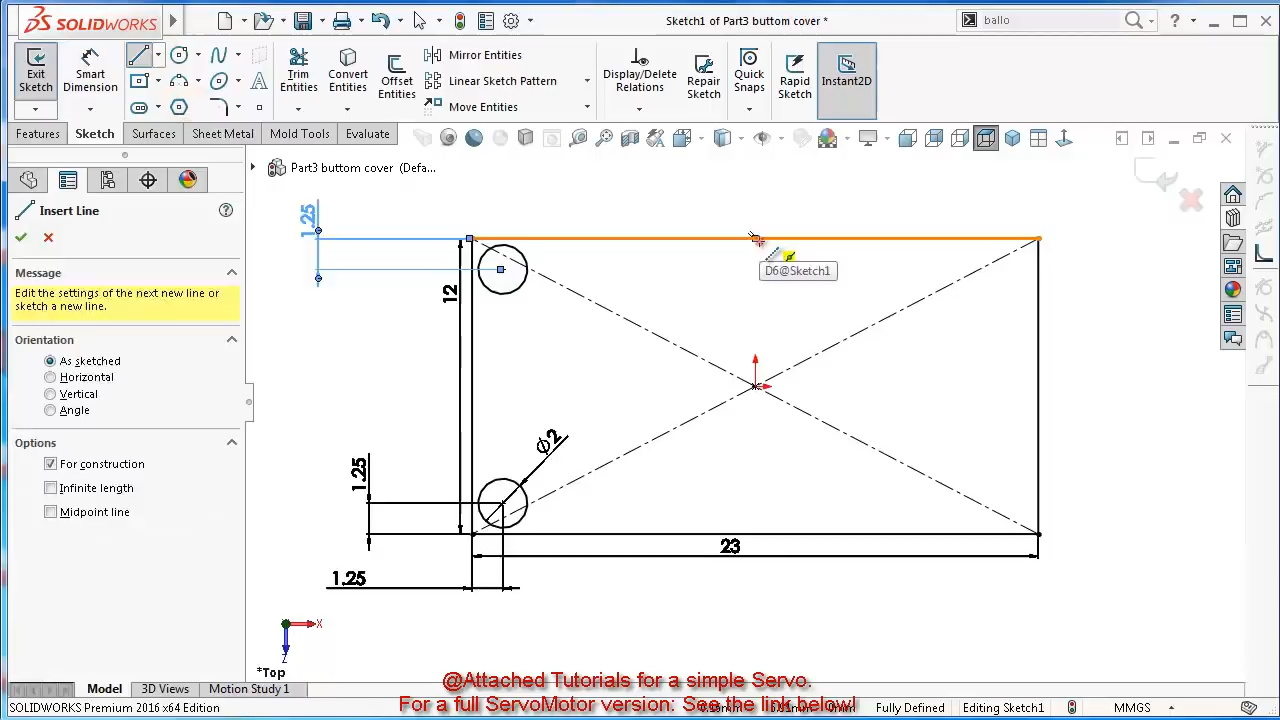 SOLIDWORKS
Sketch1 of Part3 buttom cover *
ballo
Exit Sketch
Smart Dimension
Trim Entities
Convert Entities
Offset Entities
Mirror Entities
Linear Sketch Pattern
Move Entities
Display/Delete Relations
Repair Sketch
Quick Snaps
Rapid Sketch
Instant2D
Features
Sketch
Surfaces
Sheet Metal
Mold Tools
Evaluate
Part3 buttom cover (Defa...
Insert Line
Message
Edit the settings of the next new line or
sketch a new line.
Orientation
As sketched
Horizontal
Vertical
Angle
Options
For construction
Infinite length
Midpoint line
1.25
12
D6@Sketch1
Ø2
1.25
23
1.25
X
Z
*Top
@Attached Tutorials for a simple Servo.
For a full ServoMotor version: See the link below!
Model
3D Views
Motion Study 1
SOLIDWORKS Premium 2016 x64 Edition
Fully Defined
Editing Sketch1
MMGS